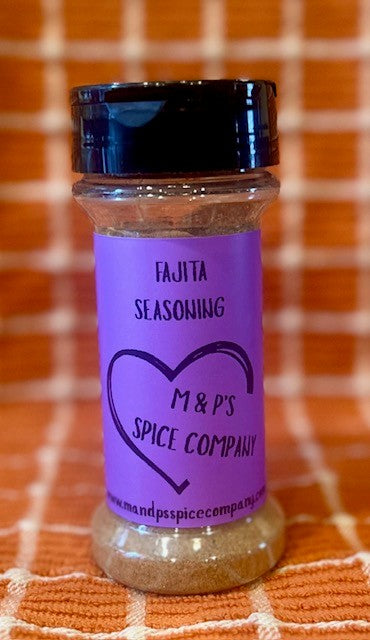 FAJITA
SEASONING
M & P'S
SPICE COMPANY
www.mandpsspicecompany.com